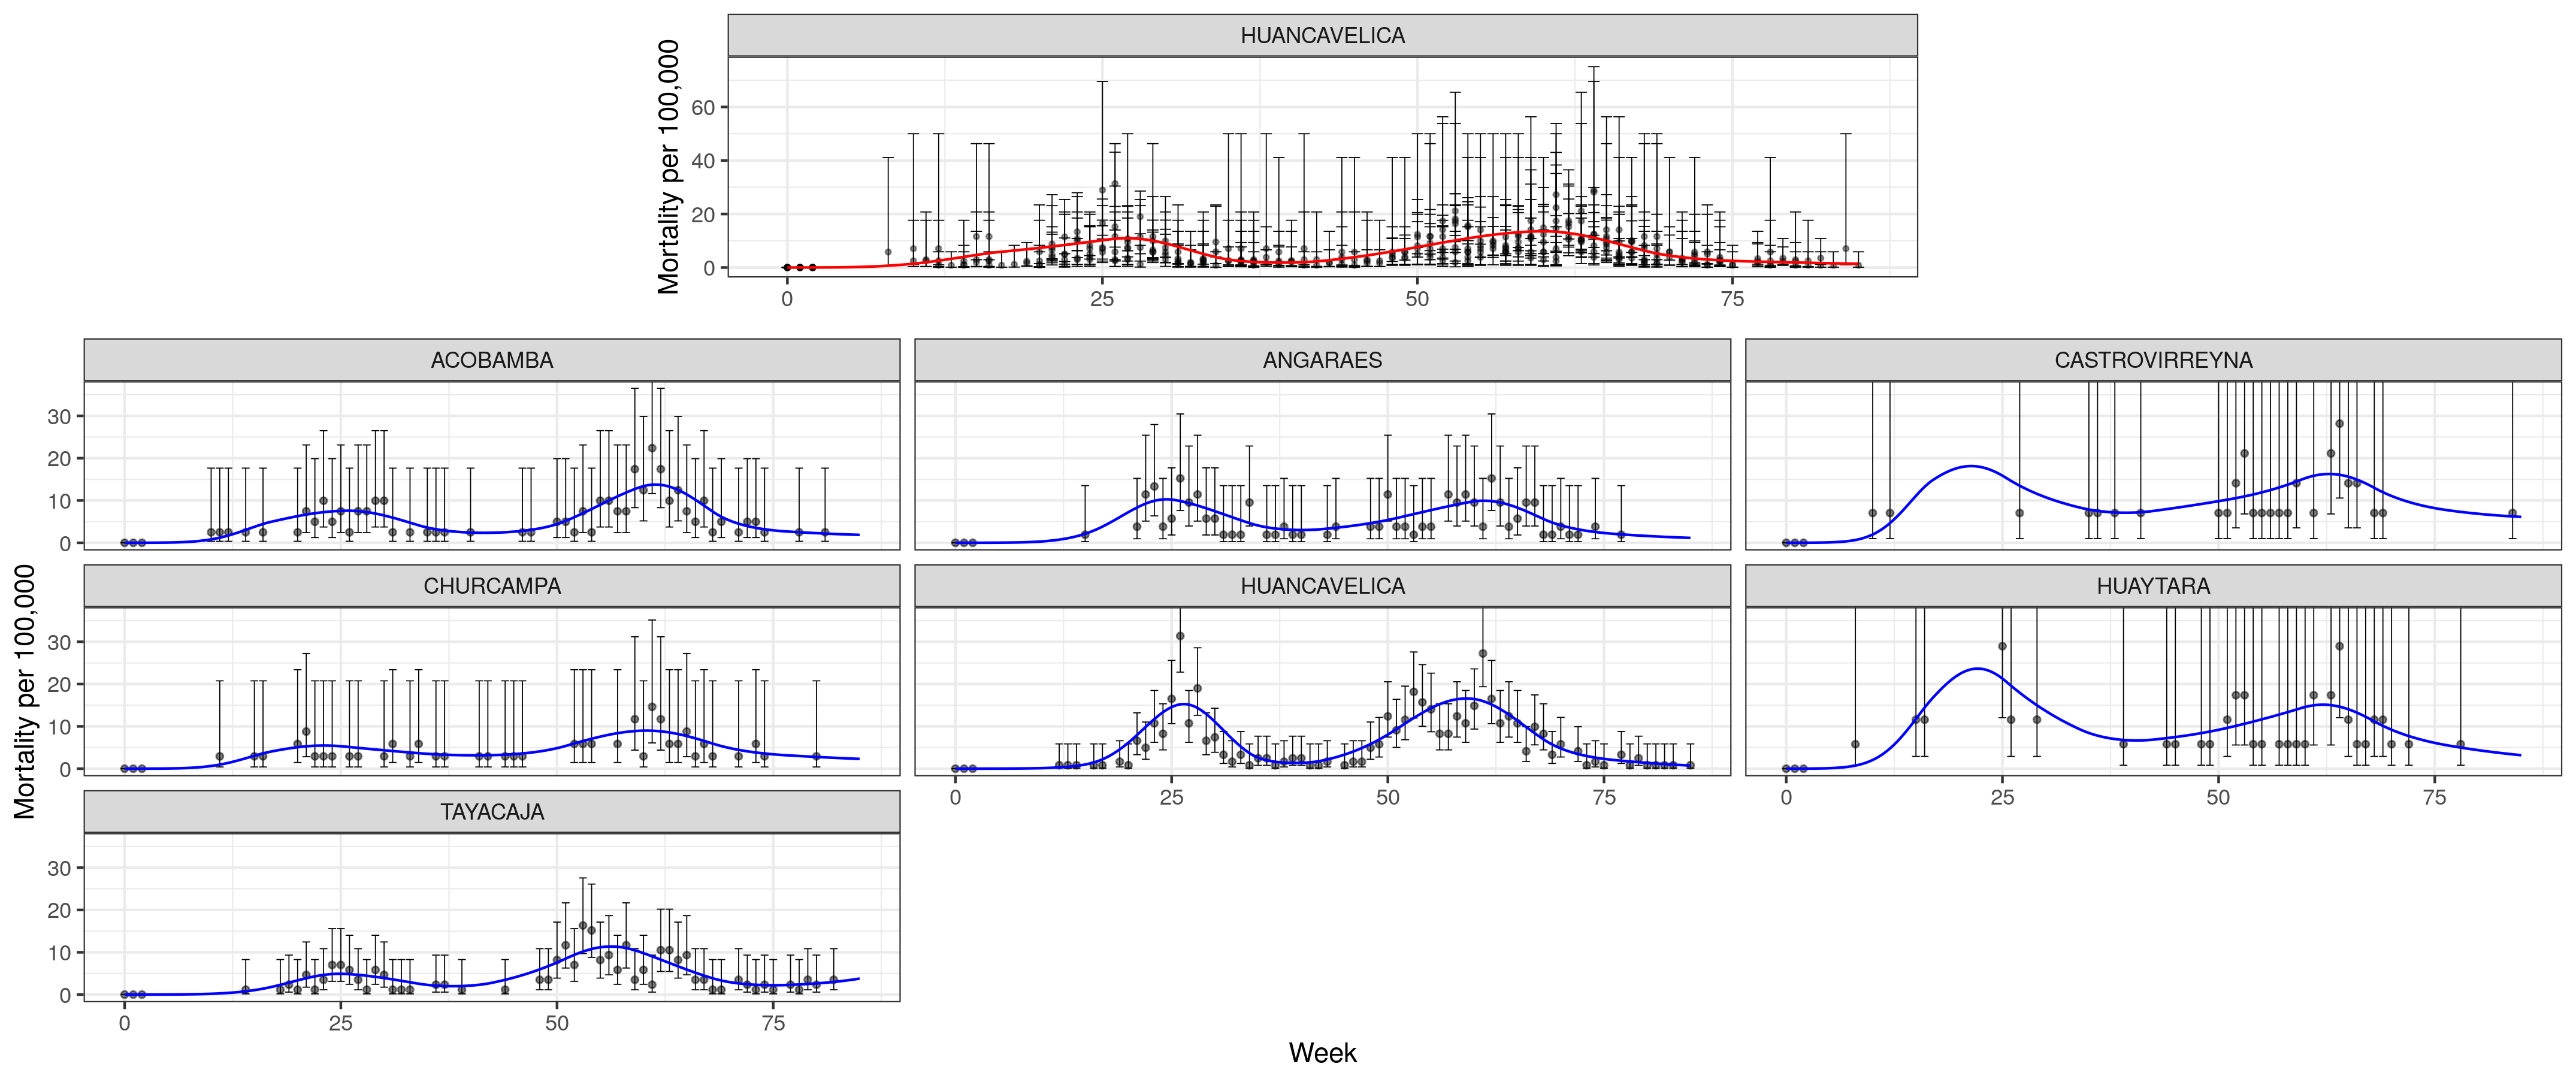 HUANCAVELICA
Mortality per 100,000
60
40
20
0
0 25 50 75
ACOBAMBA ANGARAES CASTROVIRREYNA
30
20
10
0
CHURCAMPA HUANCAVELICA HUAYTARA
Mortality per 100,000
30
20
10
0
0 25 50 75 0 25 50 75
TAYACAJA
30
20
10
0
0 25 50 75
Week